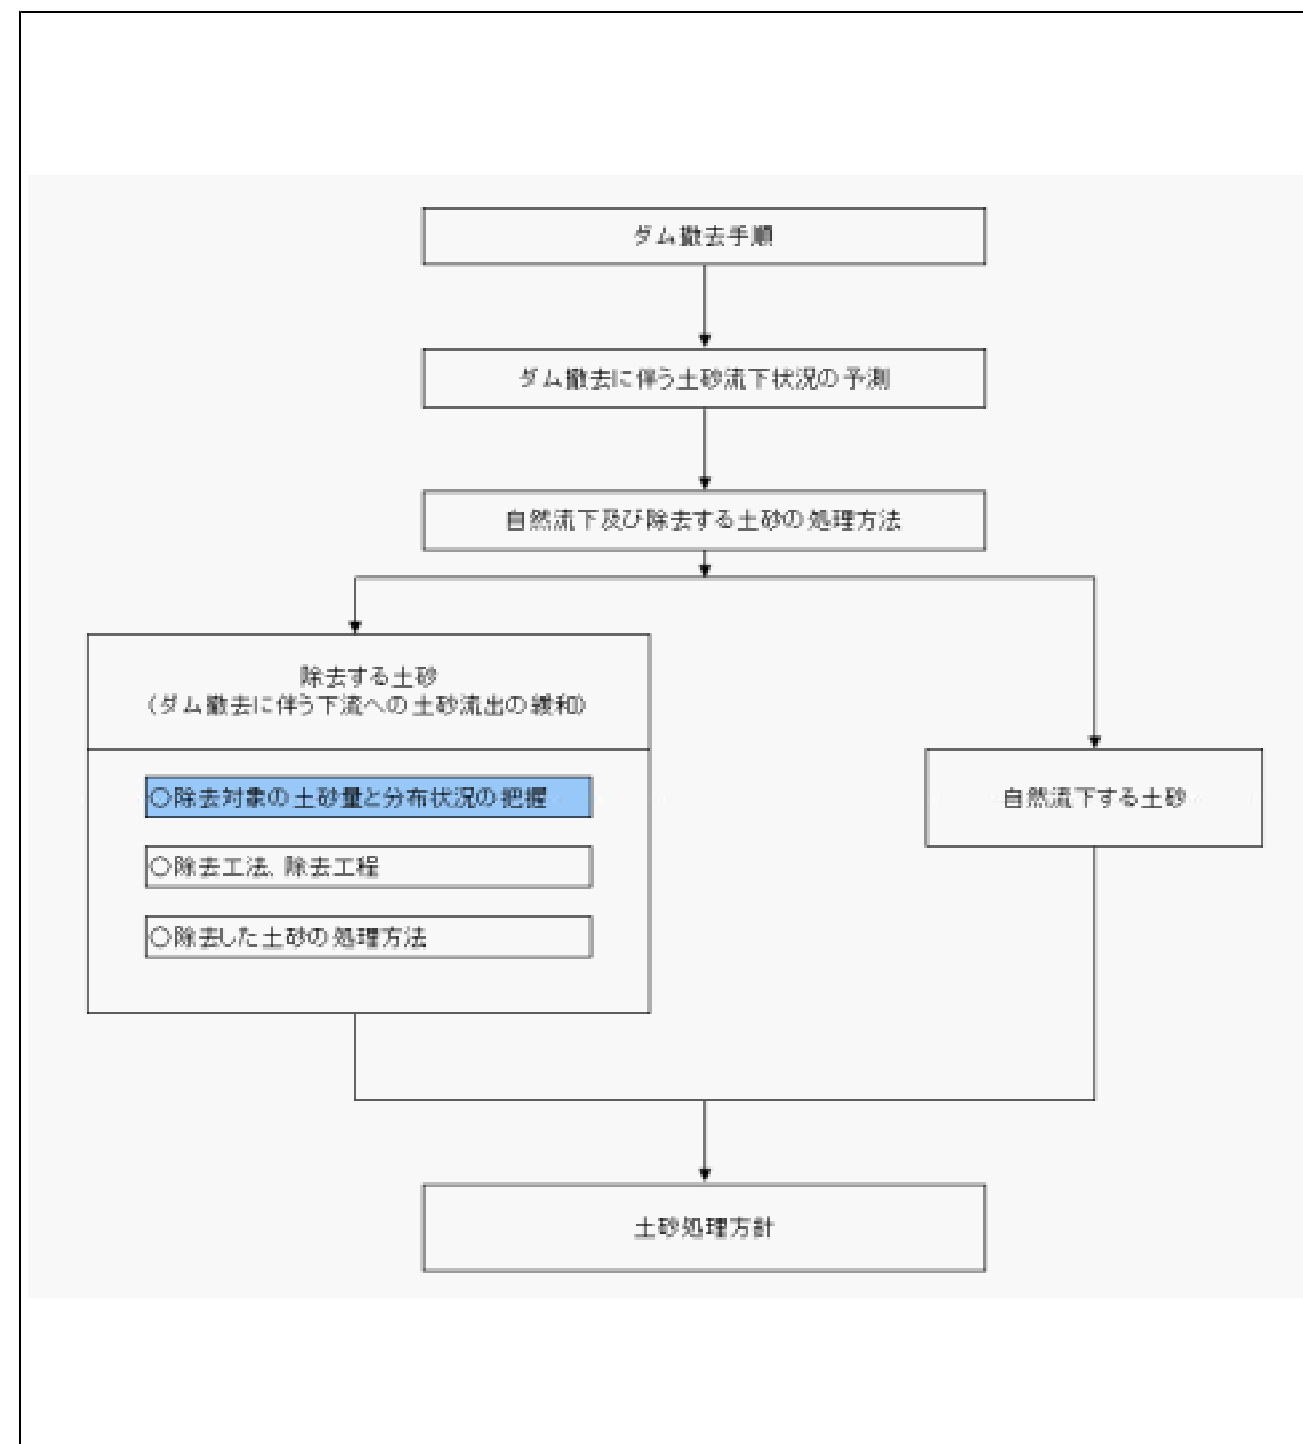 ダム撤去手順
ダム撤去に伴う土砂流下状況の予測
自然流下及び除去する土砂の処理方法
除去する土砂
（ダム撤去に伴う下流への土砂流出の緩和）
○除去対象の土砂量と分布状況の把握
○除去工法、除去工程
○除去した土砂の処理方法
自然流下する土砂
土砂処理方針